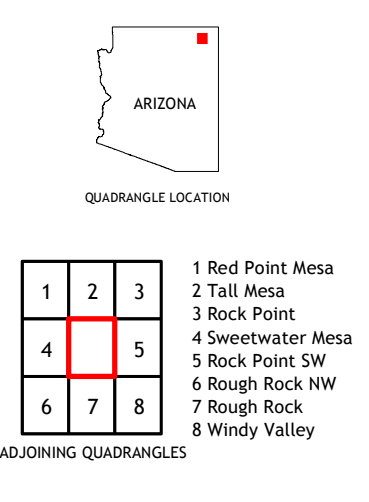 ARIZONA
QUADRANGLE LOCATION
1 2 3
4 5
6 7 8
1 Red Point Mesa
2 Tall Mesa
3 Rock Point
4 Sweetwater Mesa
5 Rock Point SW
6 Rough Rock NW
7 Rough Rock
8 Windy Valley
ADJOINING QUADRANGLES